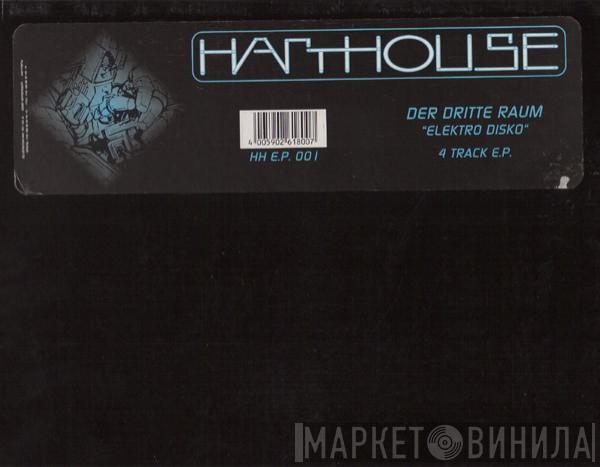 HARTHOUSE
DER DRITTE RAUM
"ELEKTRO DISKO"
4 TRACK E.P.
4 005902 618007
HH E.P. 001
МАРКЕТ ВИНИЛА